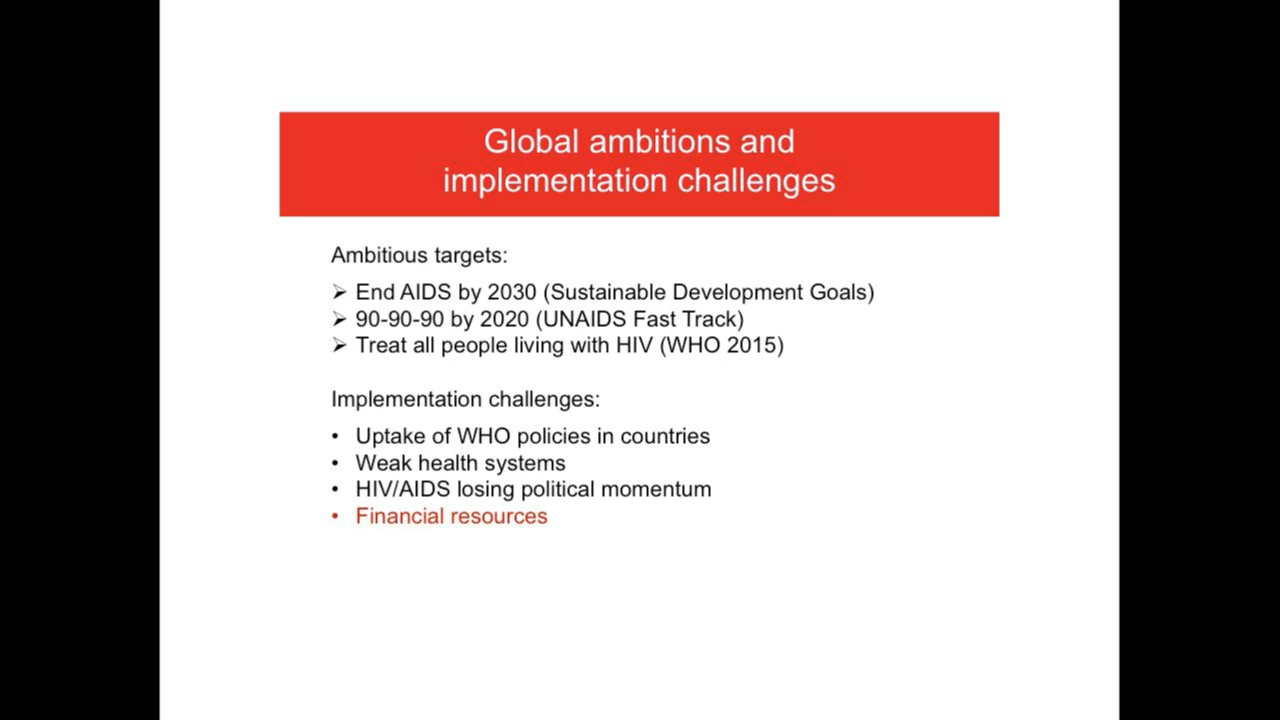 Global ambitions and
implementation challenges
Ambitious targets:
➢ End AIDS by 2030 (Sustainable Development Goals)
➢ 90-90-90 by 2020 (UNAIDS Fast Track)
➢ Treat all people living with HIV (WHO 2015)
Implementation challenges:
• Uptake of WHO policies in countries
• Weak health systems
• HIV/AIDS losing political momentum
• Financial resources